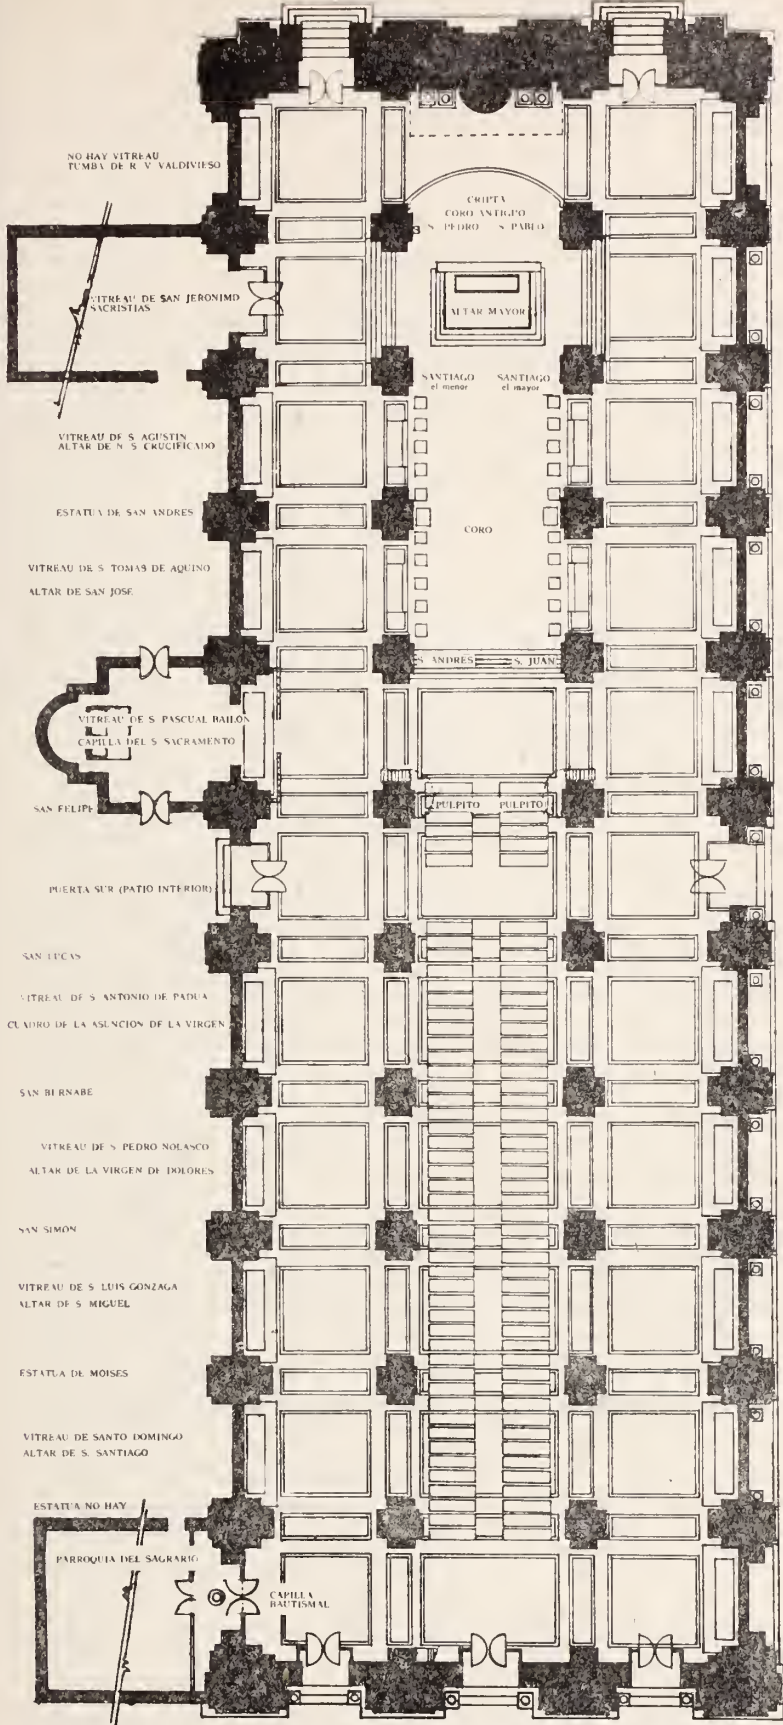 NO HAY VITREAU
TUMBA DE R V VALDIVIESO
CRIPTA
CORO ANTIGUO
S. PEDRO S. PABLO
VITREAU DE SAN JERONIMO
SACRISTIAS
ALTAR MAYOR
SANTIAGO
el menor
SANTIAGO
el mayor
VITREAU DE S AGUSTIN
ALTAR DE N S CRUCIFICADO
ESTATUA DE SAN ANDRES
CORO
VITREAU DE S TOMAS DE AQUINO
ALTAR DE SAN JOSE
S ANDRES S. JUAN
VITREAU DE S PASCUAL BAILON
CAPILLA DEL S SACRAMENTO
SAN FELIPE
PULPITO PULPITO
PUERTA SUR (PATIO INTERIOR)
SAN LUCAS
VITREAU DE S ANTONIO DE PADUA
CUADRO DE LA ASUNCION DE LA VIRGEN
SAN BERNABE
VITREAU DE S PEDRO NOLASCO
ALTAR DE LA VIRGEN DE DOLORES
SAN SIMON
VITREAU DE S LUIS GONZAGA
ALTAR DE S MIGUEL
ESTATUA DE MOISES
VITREAU DE SANTO DOMINGO
ALTAR DE S. SANTIAGO
ESTATUA NO HAY
PARROQUIA DEL SAGRARIO
CAPILLA
BAUTISMAL